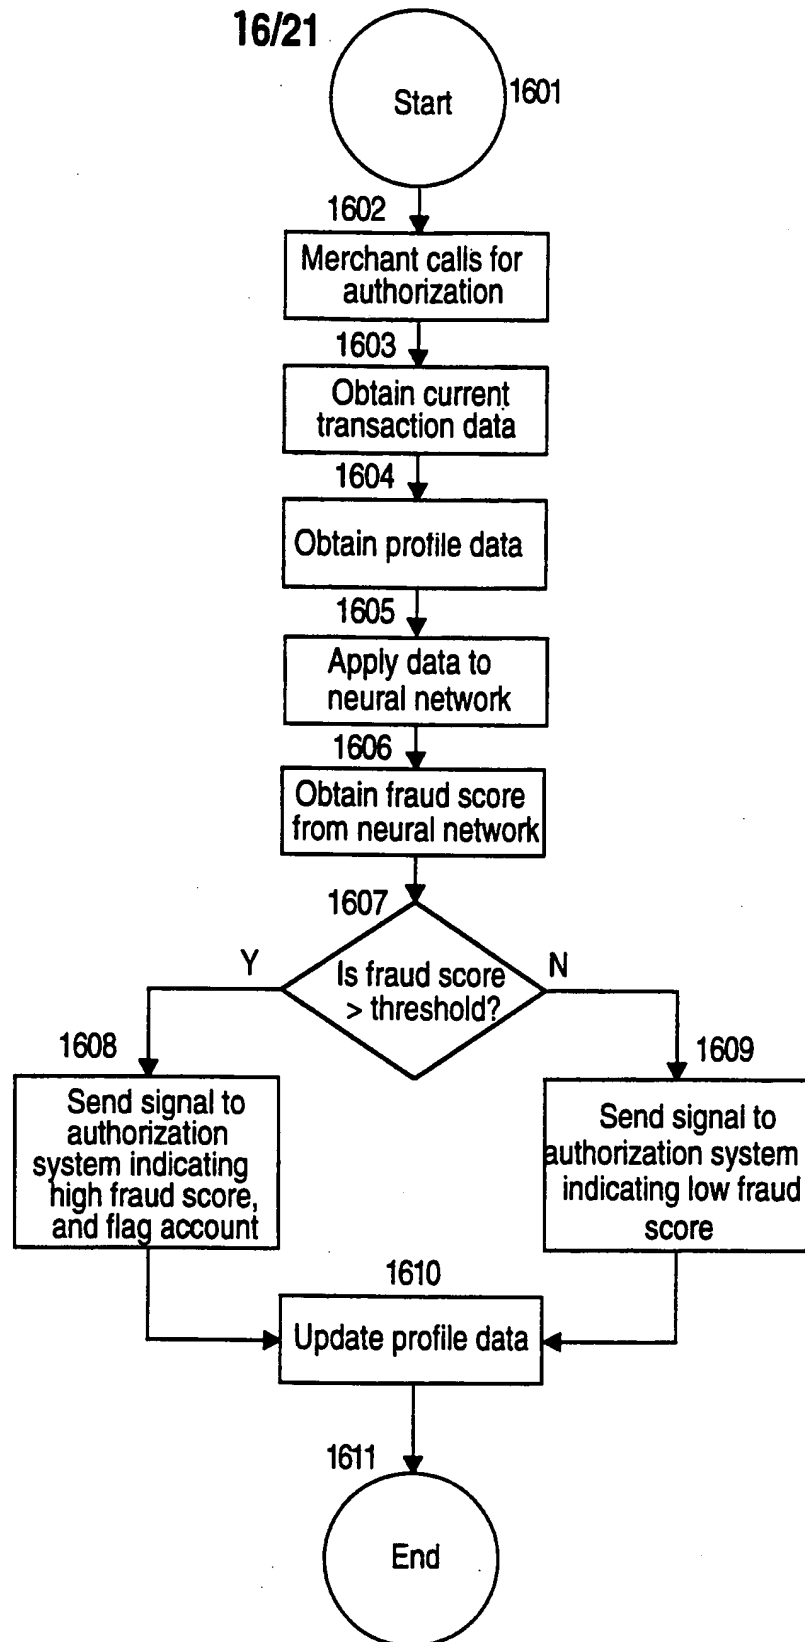 16/21
Start
1601
1602
Merchant calls for
authorization
1603
Obtain current
transaction data
1604
Obtain profile data
1605
Apply data to
neural network
1606
Obtain fraud score
from neural network
1607
Is fraud score
> threshold?
Y
N
1608
Send signal to
authorization
system indicating
high fraud score,
and flag account
1609
Send signal to
authorization system
indicating low fraud
score
1610
Update profile data
1611
End